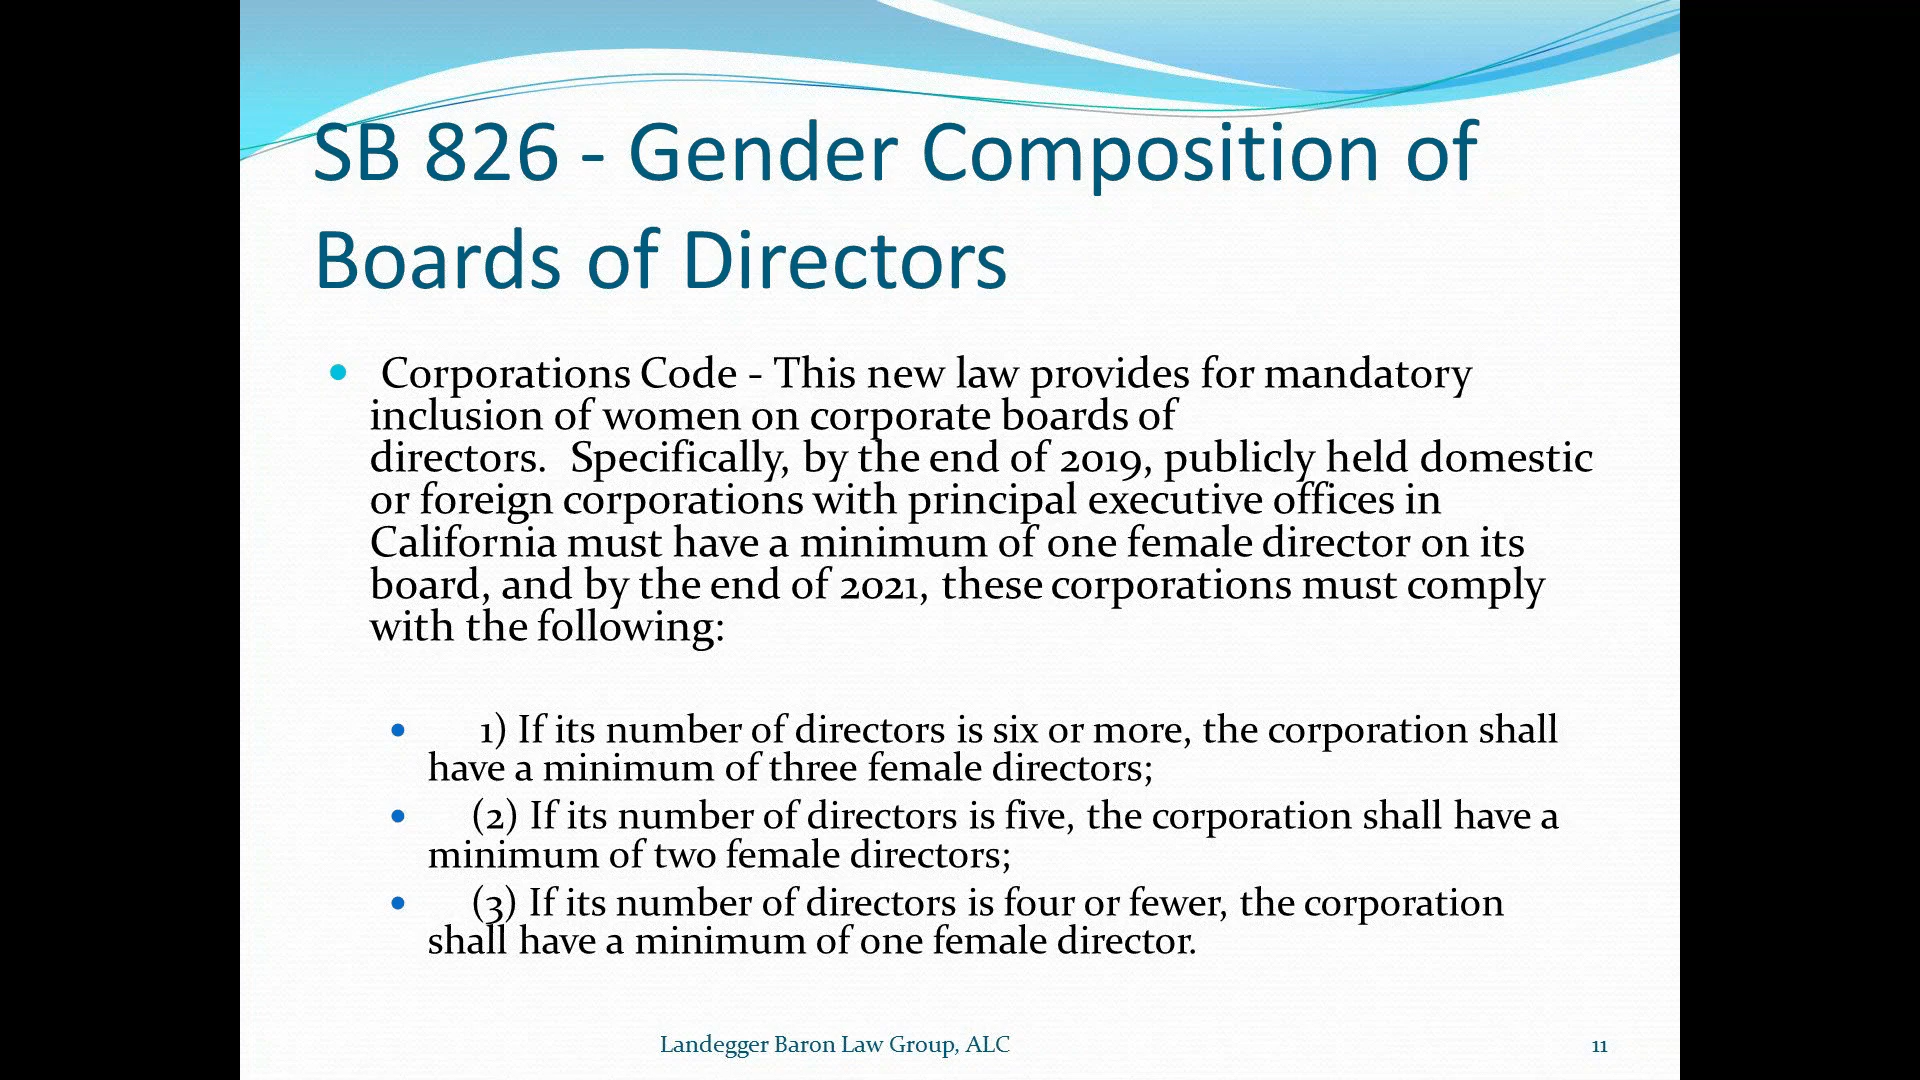 SB 826 - Gender Composition of
Boards of Directors
Corporations Code - This new law provides for mandatory
inclusion of women on corporate boards of
directors.  Specifically, by the end of 2019, publicly held domestic
or foreign corporations with principal executive offices in
California must have a minimum of one female director on its
board, and by the end of 2021, these corporations must comply
with the following:
1) If its number of directors is six or more, the corporation shall
have a minimum of three female directors;
(2) If its number of directors is five, the corporation shall have a
minimum of two female directors;
(3) If its number of directors is four or fewer, the corporation
shall have a minimum of one female director.
Landegger Baron Law Group, ALC
11